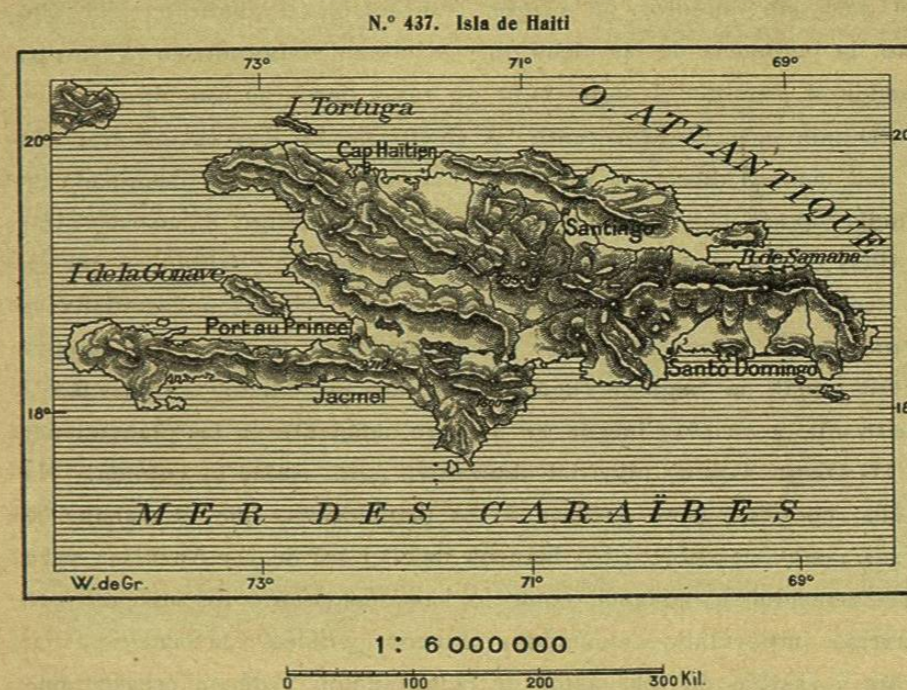 N.º 437. Isla de Haiti
73° 71° 69°
I. Tortuga
O. ATLANTIQUE
20° 20
Cap Haïtien
Santiago
B. de Samana
I de la Gonave
Port au Prince
Santo Domingo
Jacmel
18° 18
MER DES CARAÏBES
W. de Gr. 73° 71° 69°
1: 6 000 000
0 100 200 300 Kil.